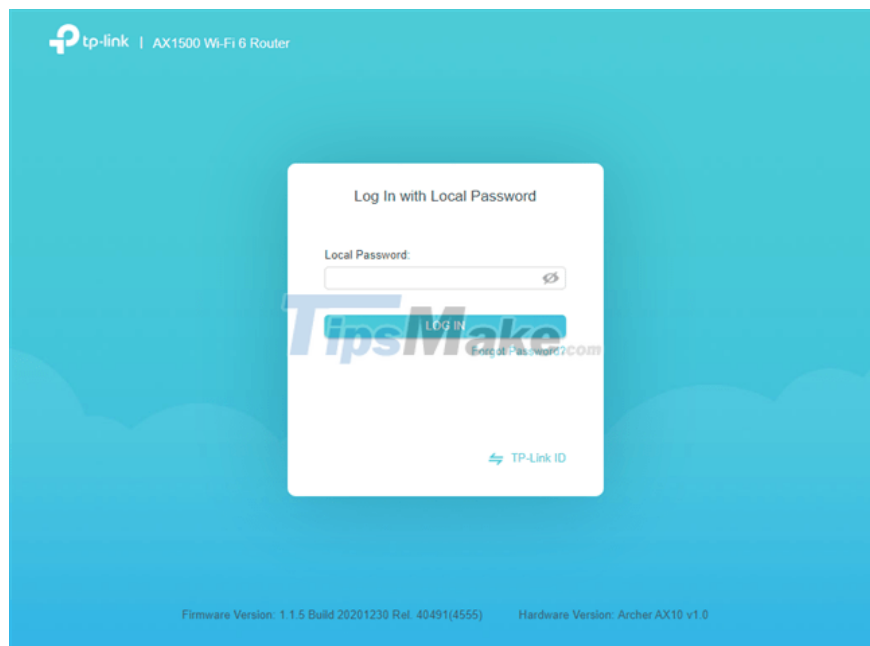 tp-link | AX1500 Wi-Fi 6 Router
Log In with Local Password
Local Password:
LOG IN
TipsMake.com
Forgot Password?
TP-Link ID
Firmware Version: 1.1.5 Build 20201230 Rel. 40491(4555) Hardware Version: Archer AX10 v1.0